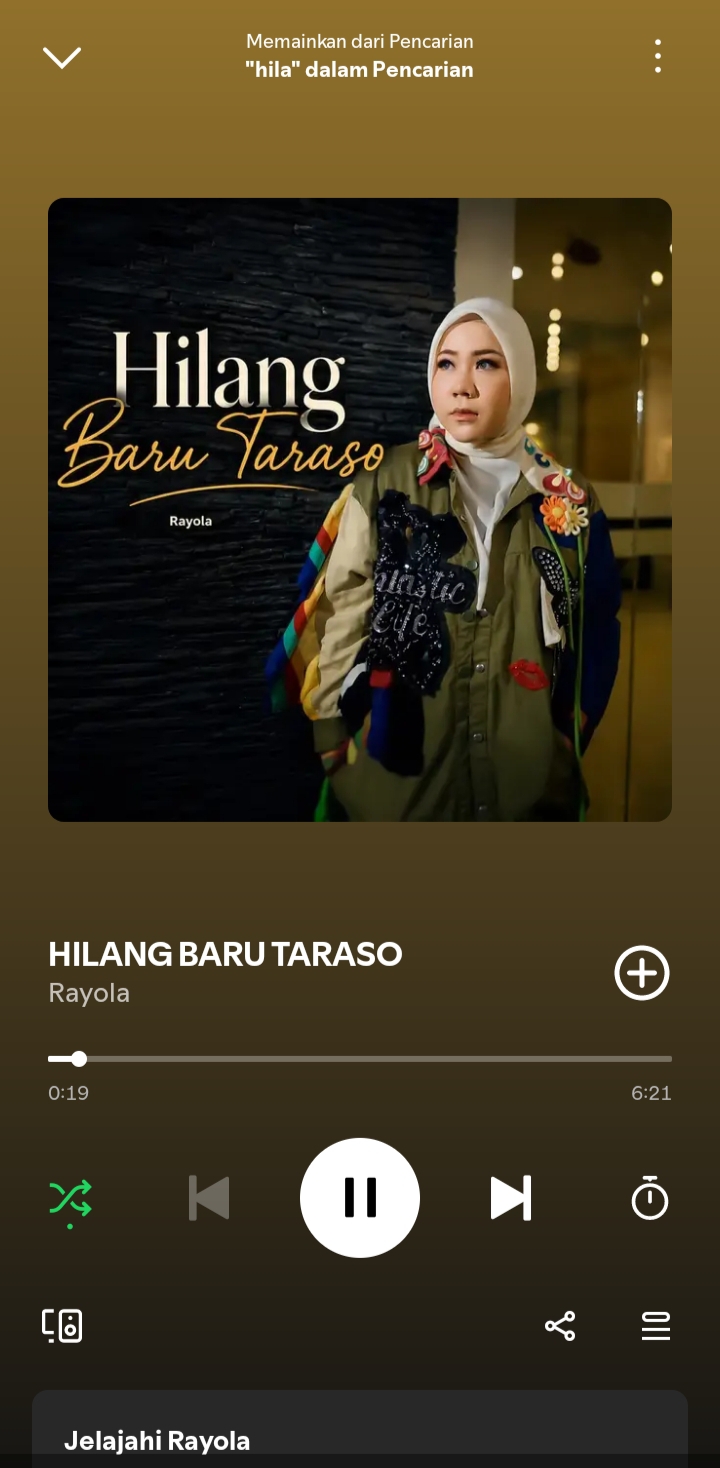 Memainkan dari Pencarian
"hila" dalam Pencarian
Hilang
Baru Taraso
Rayola
life
HILANG BARU TARASO
Rayola
0:19
6:21
Jelajahi Rayola